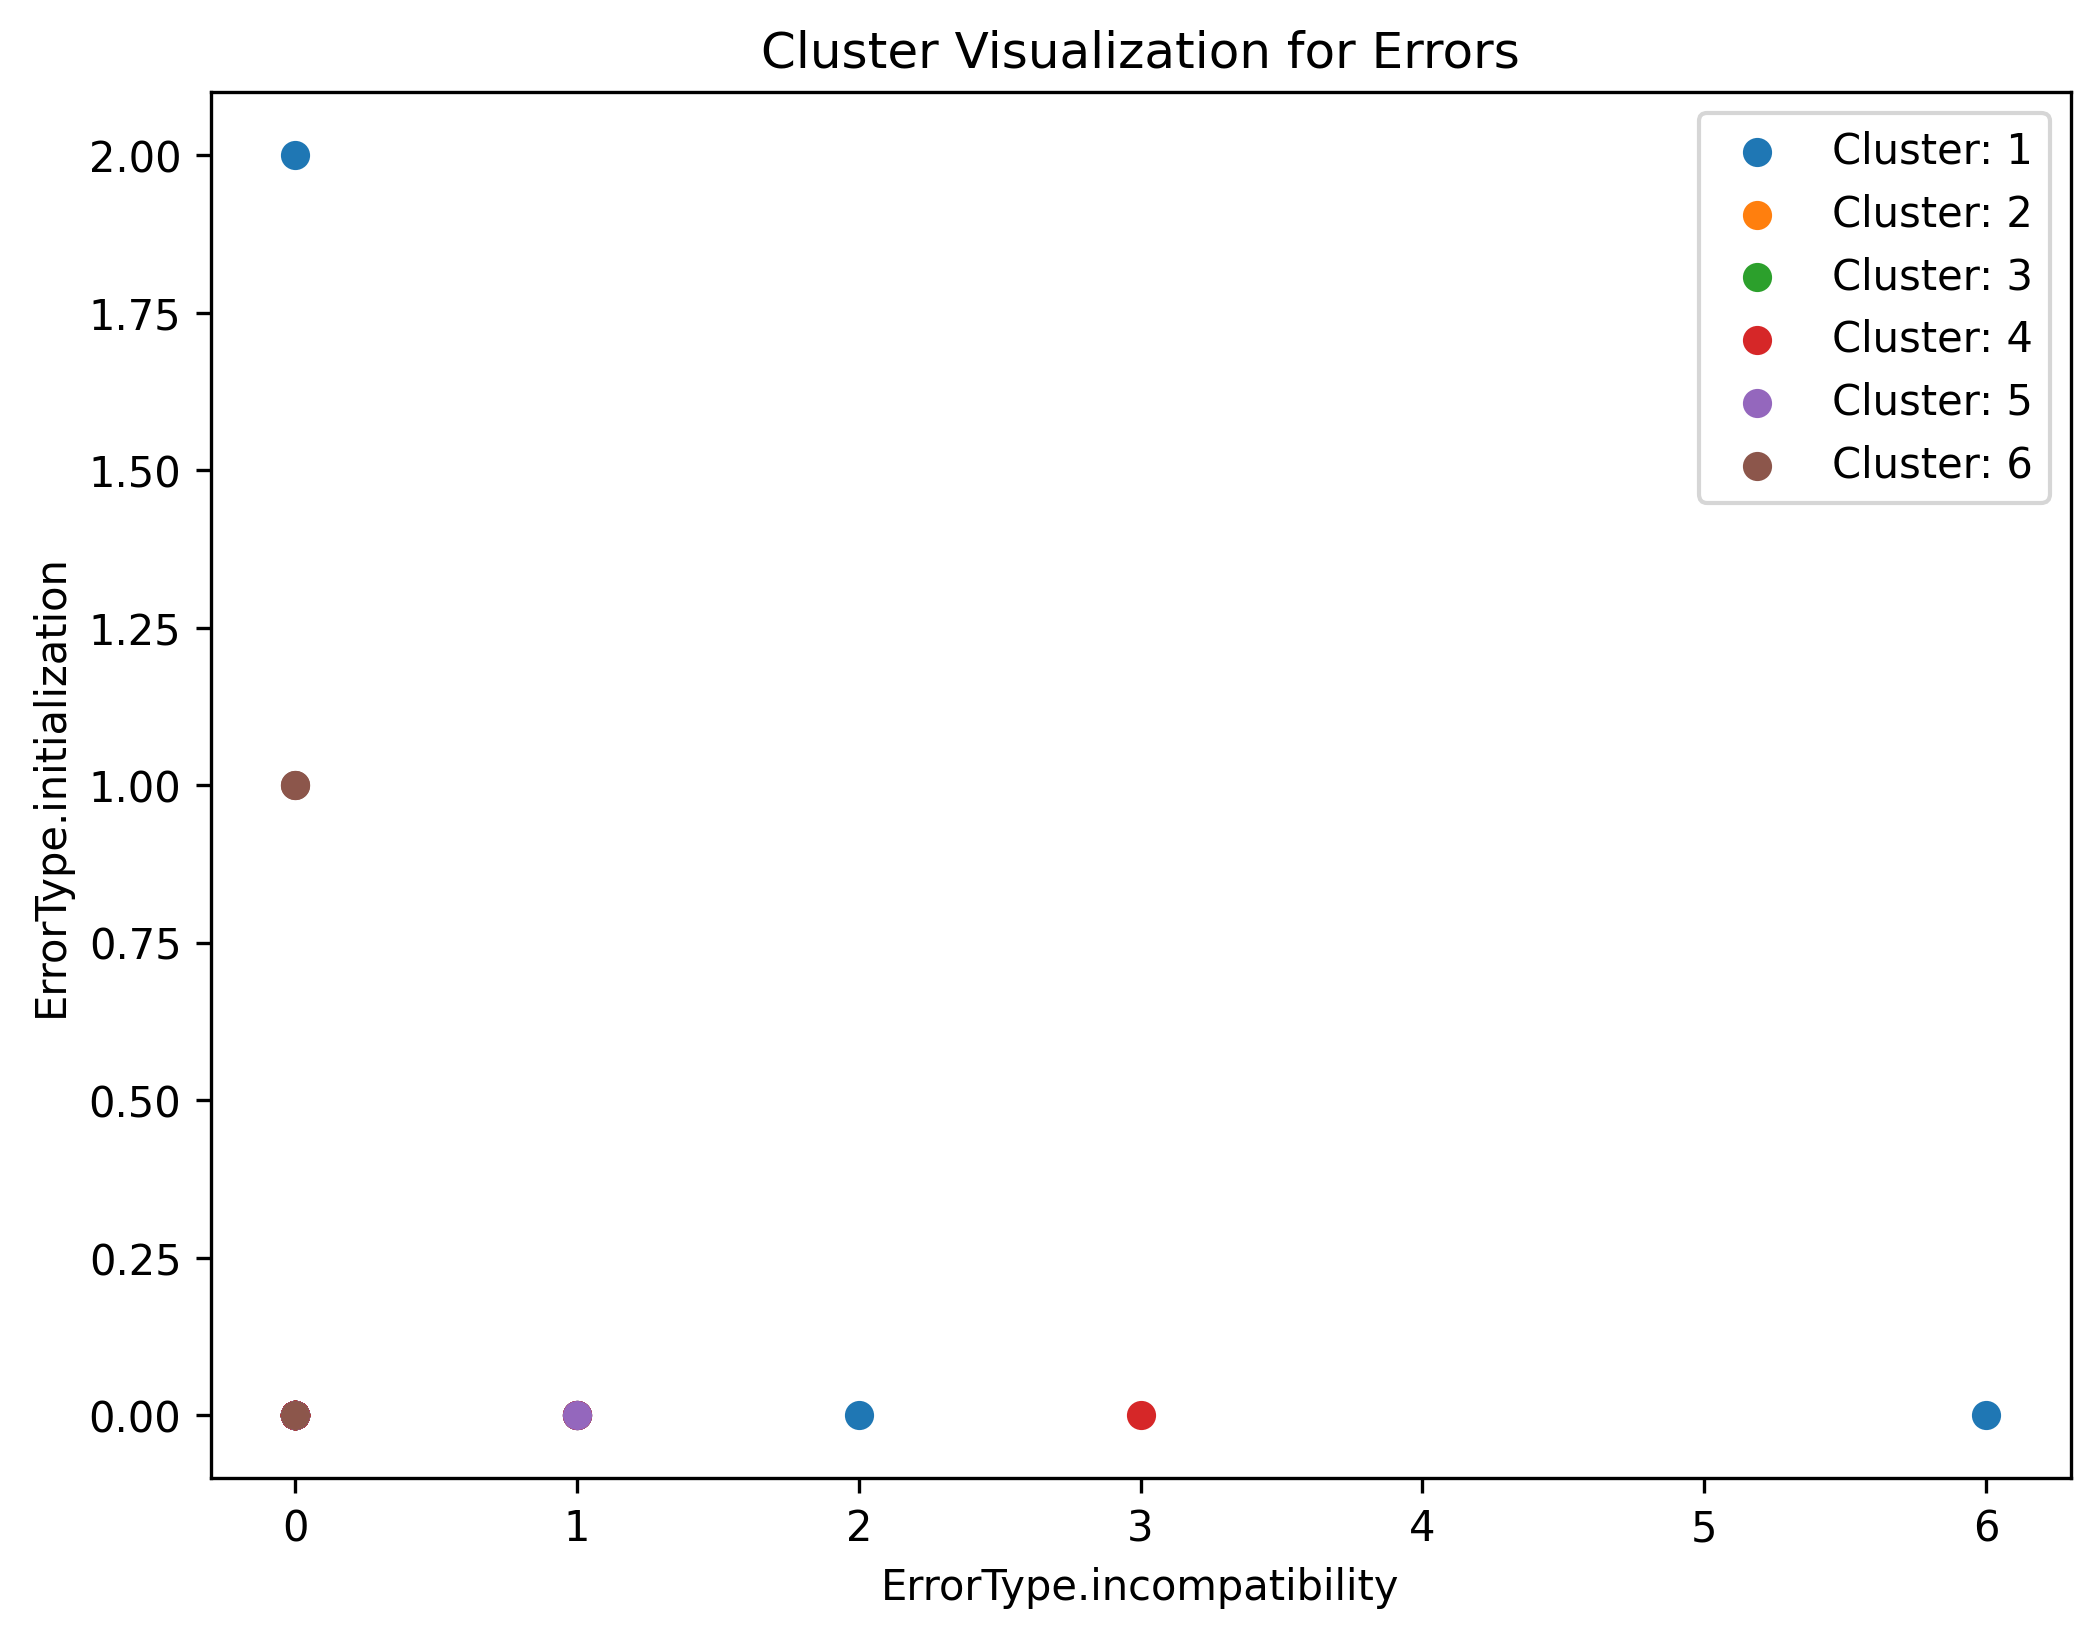 Cluster Visualization for Errors
Cluster: 1
Cluster: 2
Cluster: 3
Cluster: 4
Cluster: 5
Cluster: 6
ErrorType.initialization
2.00
1.75
1.50
1.25
1.00
0.75
0.50
0.25
0.00
0 1 2 3 4 5 6
ErrorType.incompatibility